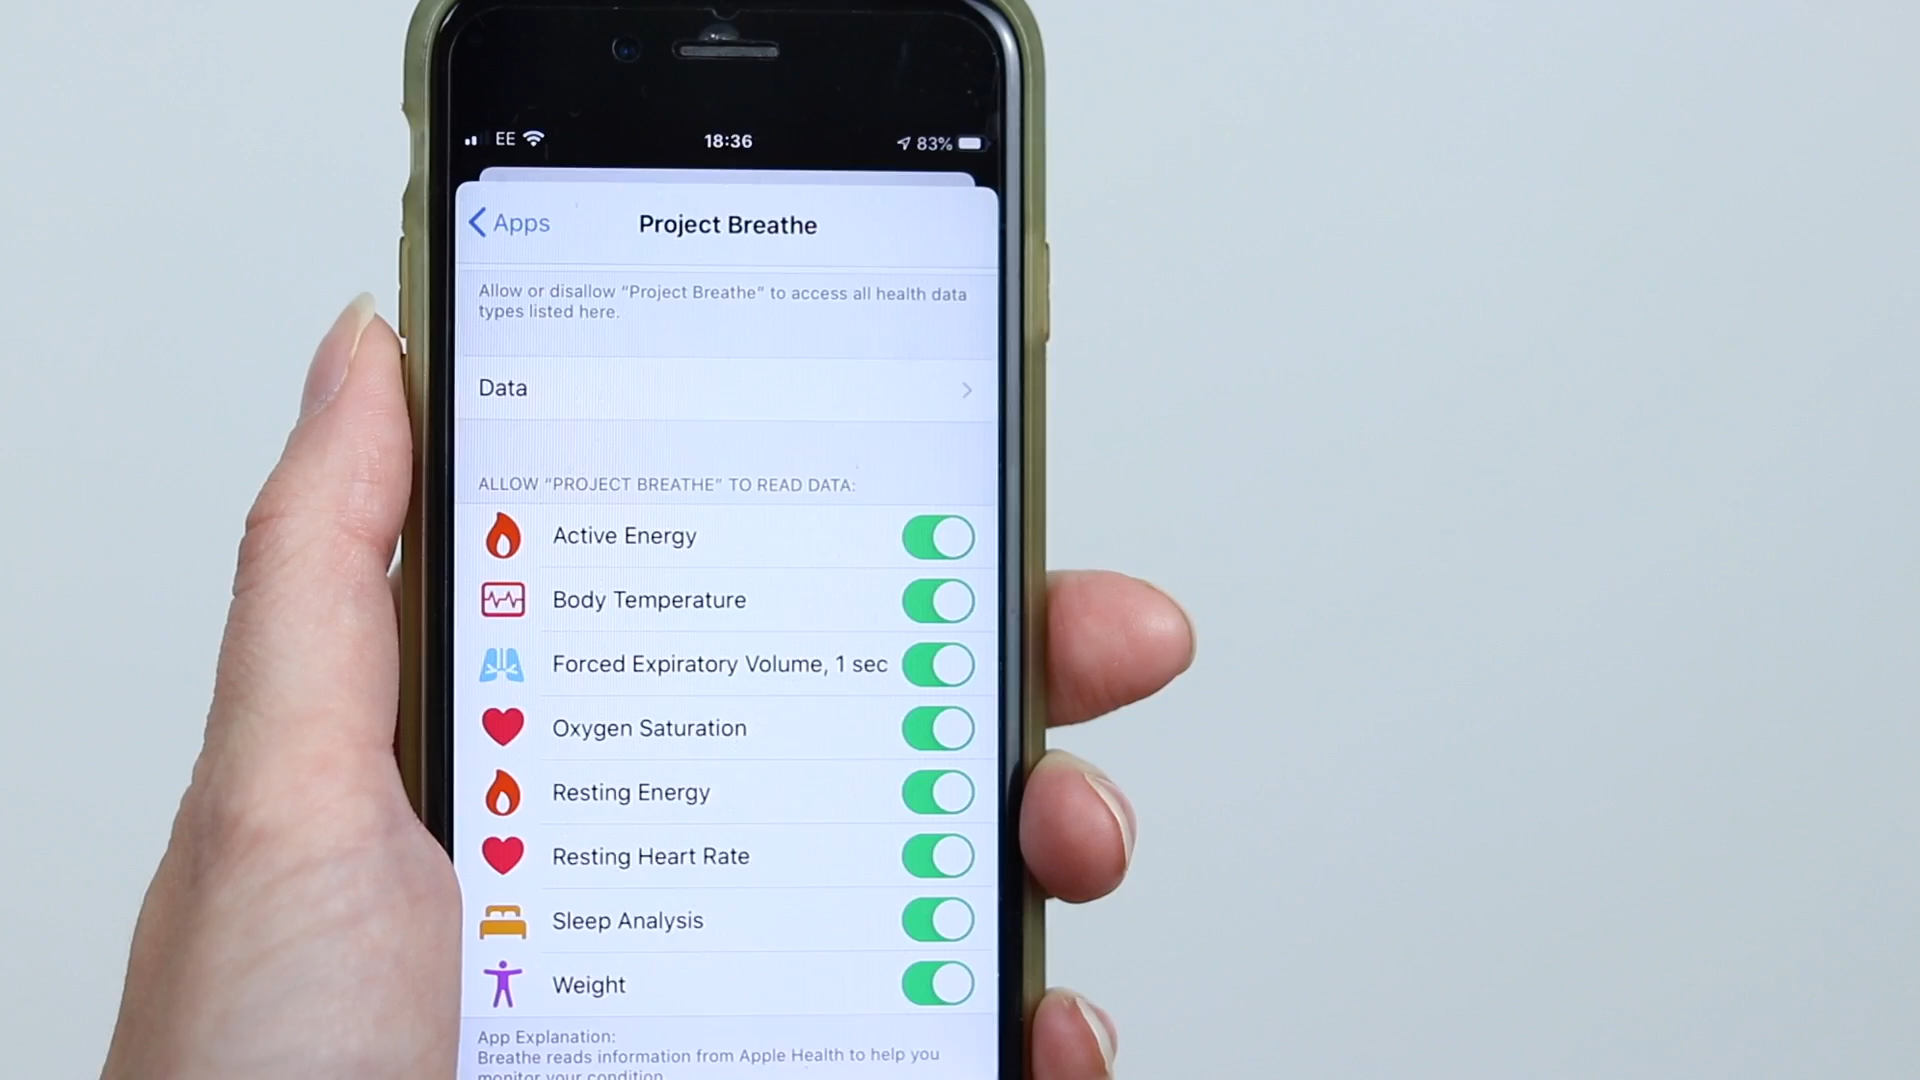 EE 18:36 83%
Apps Project Breathe
Allow or disallow “Project Breathe” to access all health data
types listed here.
Data
ALLOW “PROJECT BREATHE” TO READ DATA:
Active Energy
Body Temperature
Forced Expiratory Volume, 1 sec
Oxygen Saturation
Resting Energy
Resting Heart Rate
Sleep Analysis
Weight
App Explanation:
Breathe reads information from Apple Health to help you
monitor your condition